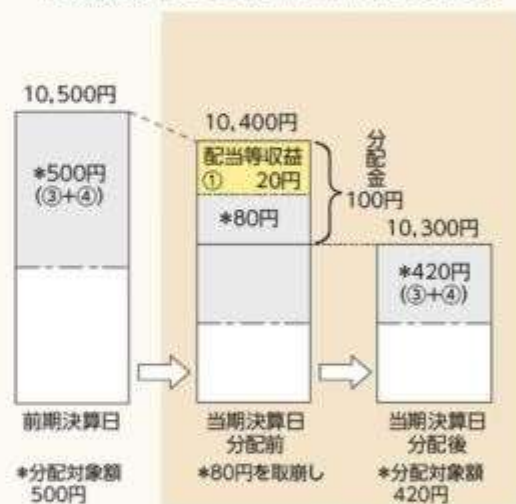 10,500円
*500円
(③+④)
10,400円
配当等収益
① 20円
*80円
分配金
100円
10,300円
*420円
(③+④)
前期決算日
当期決算日
分配前
当期決算日
分配後
*分配対象額
500円
*80円を取崩し
*分配対象額
420円